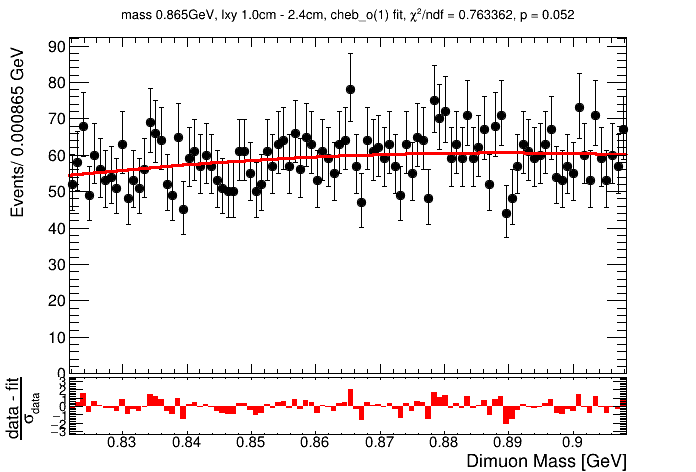 mass 0.865GeV, lxy 1.0cm - 2.4cm, cheb_o(1) fit, χ²/ndf = 0.763362, p = 0.052
Events/ 0.000865 GeV
90
80
70
60
50
40
30
20
10
0
data - fit
σdata
3
2
1
0
−1
−2
−3
0.83 0.84 0.85 0.86 0.87 0.88 0.89 0.9
Dimuon Mass [GeV]